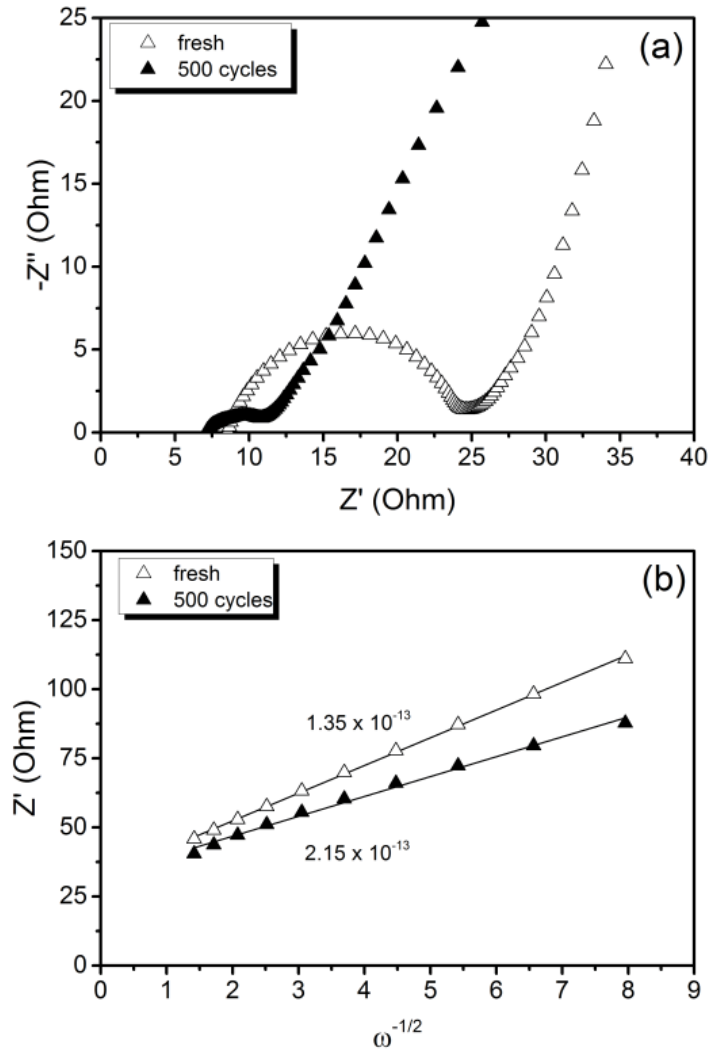 25
20
15
10
5
0
-Z" (Ohm)
△ fresh
▲ 500 cycles
(a)
0 5 10 15 20 25 30 35 40
Z' (Ohm)
150
125
100
75
50
25
0
Z' (Ohm)
△ fresh
▲ 500 cycles
(b)
1.35 x 10⁻¹³
2.15 x 10⁻¹³
0 1 2 3 4 5 6 7 8 9
ω⁻¹/²